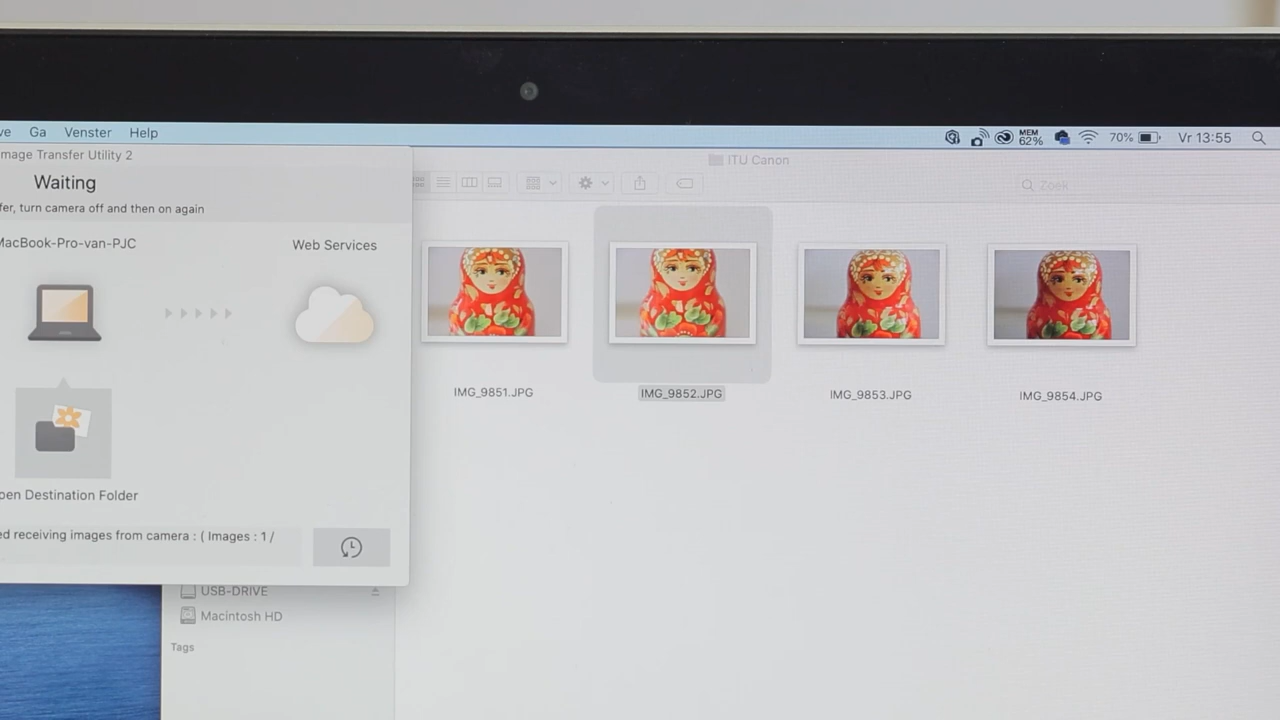 ve Ga Venster Help MEM 62% 70% Vr 13:55
mage Transfer Utility 2
ITU Canon
Waiting
Zoek
fer, turn camera off and then on again
MacBook-Pro-van-PJC Web Services
IMG_9851.JPG IMG_9852.JPG IMG_9853.JPG IMG_9854.JPG
pen Destination Folder
ed receiving images from camera : ( Images : 1 /
USB-DRIVE
Macintosh HD
Tags